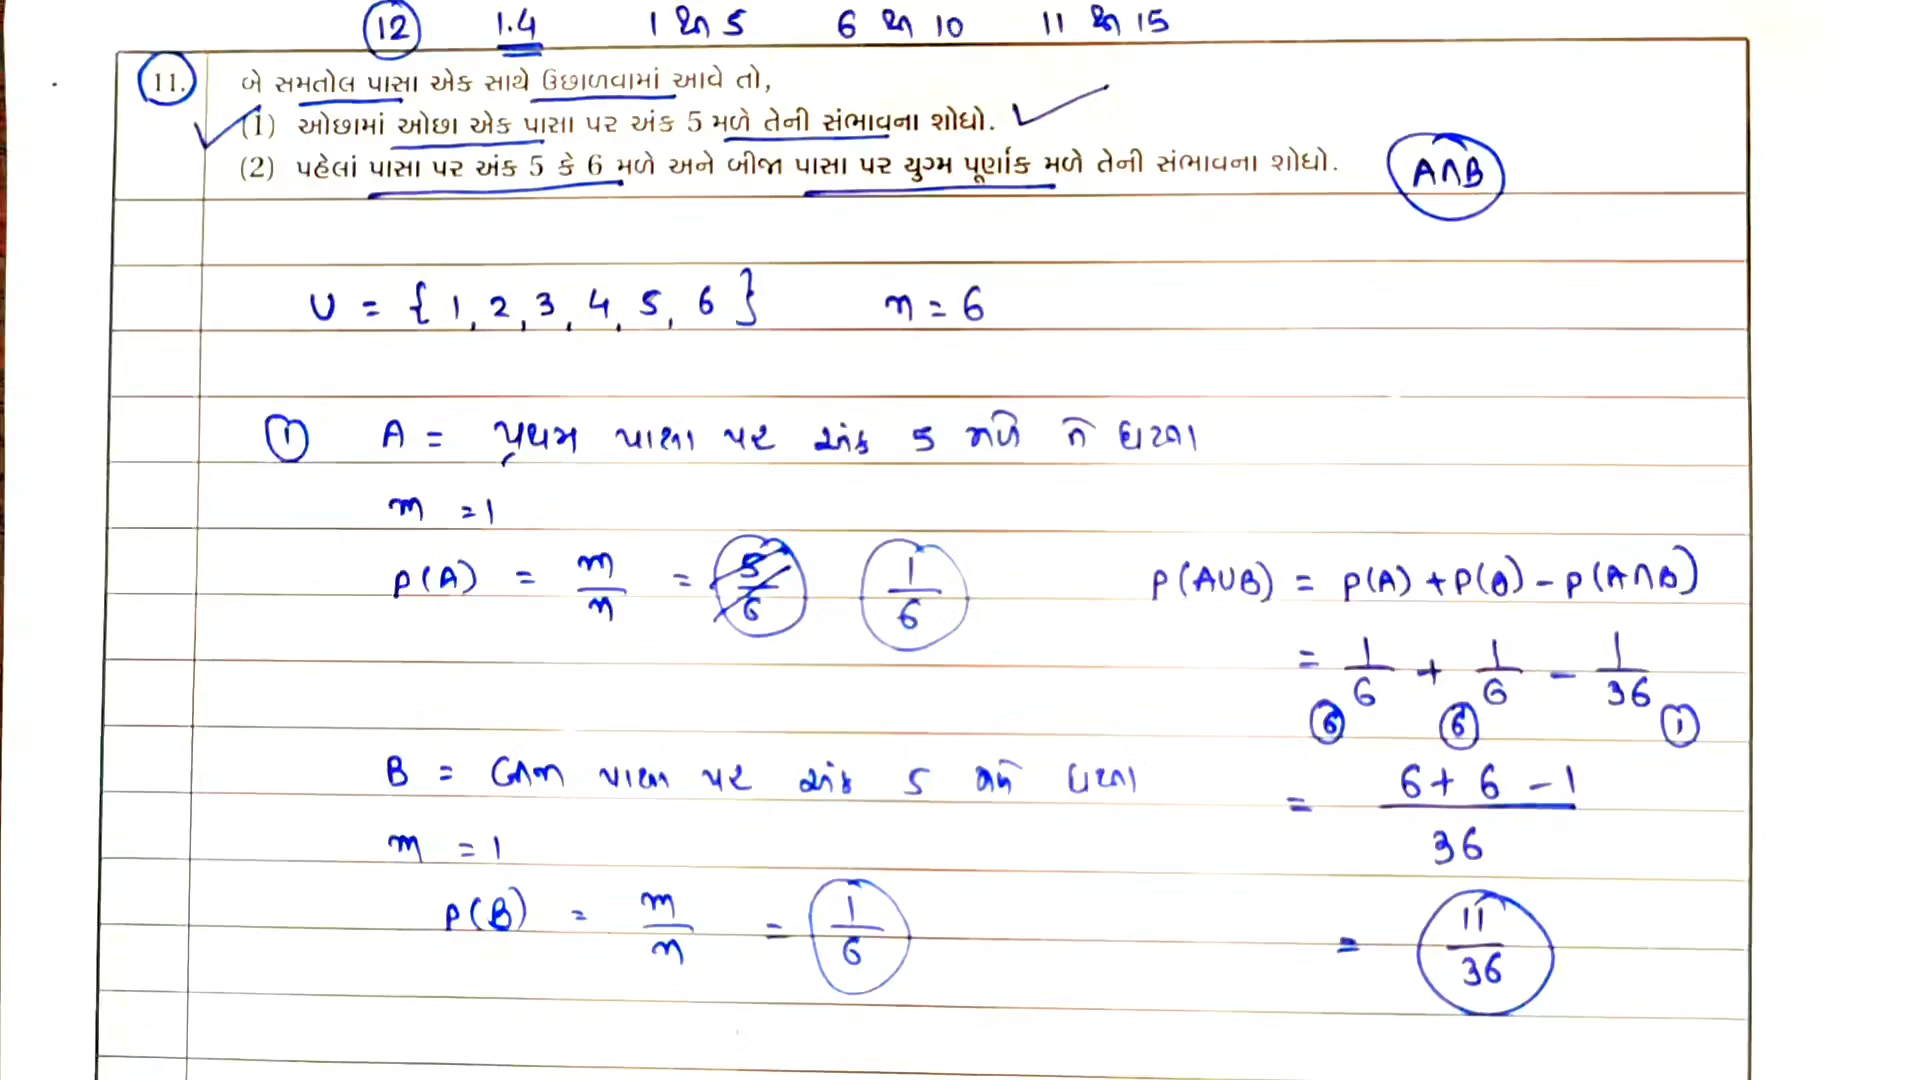 12 1.4 1 થી 5 6 થી 10 11 થી 15
11. બે સમતોલ પાસા એક સાથે ઉછાળવામાં આવે તો,
(1) ઓછામાં ઓછા એક પાસા પર અંક 5 મળે તેની સંભાવના શોધો.
(2) પહેલાં પાસા પર અંક 5 કે 6 મળે અને બીજા પાસા પર યુગ્મ પૂર્ણાંક મળે તેની સંભાવના શોધો. A∩B
U = { 1, 2, 3, 4, 5, 6 } n = 6
① A = પ્રથમ પાસા પર અંક 5 મળે તે ઘટના
m = 1
P(A) = m/n = 5/6 1/6 P(A∪B) = P(A) + P(B) - P(A∩B)
= 1/6 + 1/6 - 1/36
6 6 1
B = બીજા પાસા પર અંક 5 મળે ઘટના = 6 + 6 - 1 / 36
m = 1
P(B) = m/n = 1/6 = 11/36